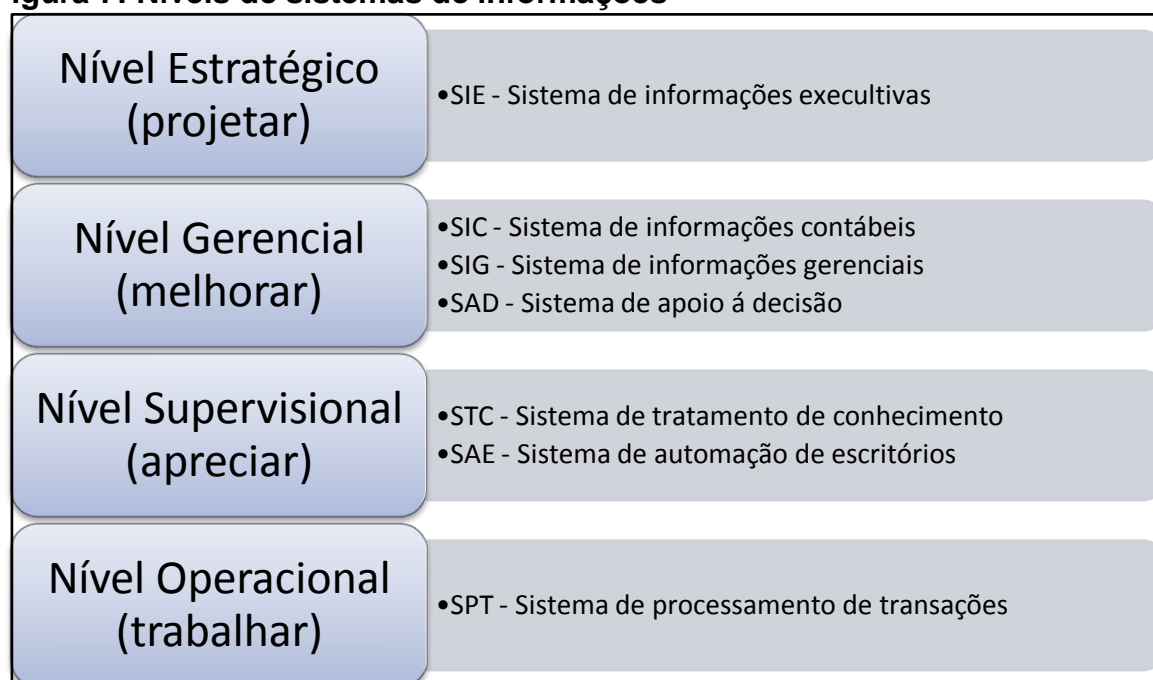 Nível Estratégico
(projetar)
•SIE - Sistema de informações execultivas
Nível Gerencial
(melhorar)
•SIC - Sistema de informações contábeis
•SIG - Sistema de informações gerenciais
•SAD - Sistema de apoio á decisão
Nível Supervisional
(apreciar)
•STC - Sistema de tratamento de conhecimento
•SAE - Sistema de automação de escritórios
Nível Operacional
(trabalhar)
•SPT - Sistema de processamento de transações